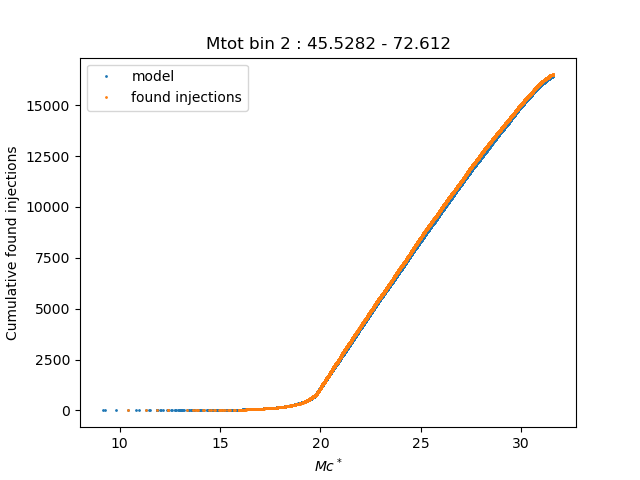 Mtot bin 2 : 45.5282 - 72.612
model
found injections
Cumulative found injections
15000
12500
10000
7500
5000
2500
0
10 15 20 25 30
Mc*